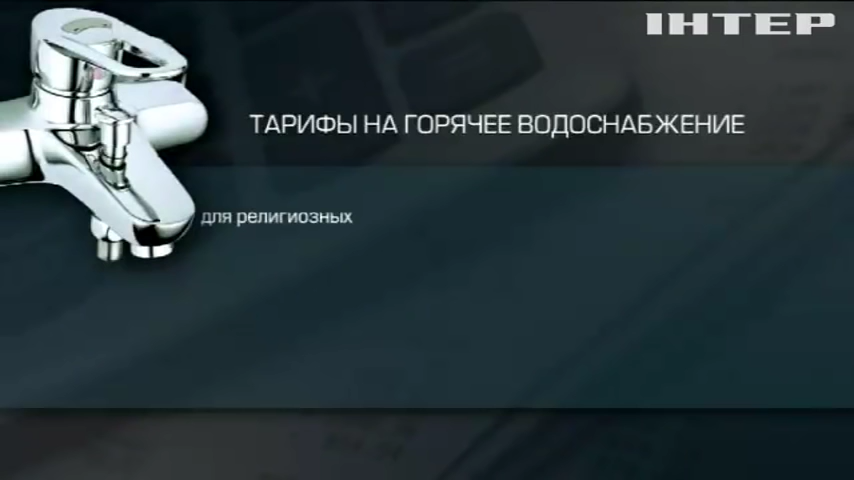 ІНТЕР
ТАРИФЫ НА ГОРЯЧЕЕ ВОДОСНАБЖЕНИЕ
для религиозных